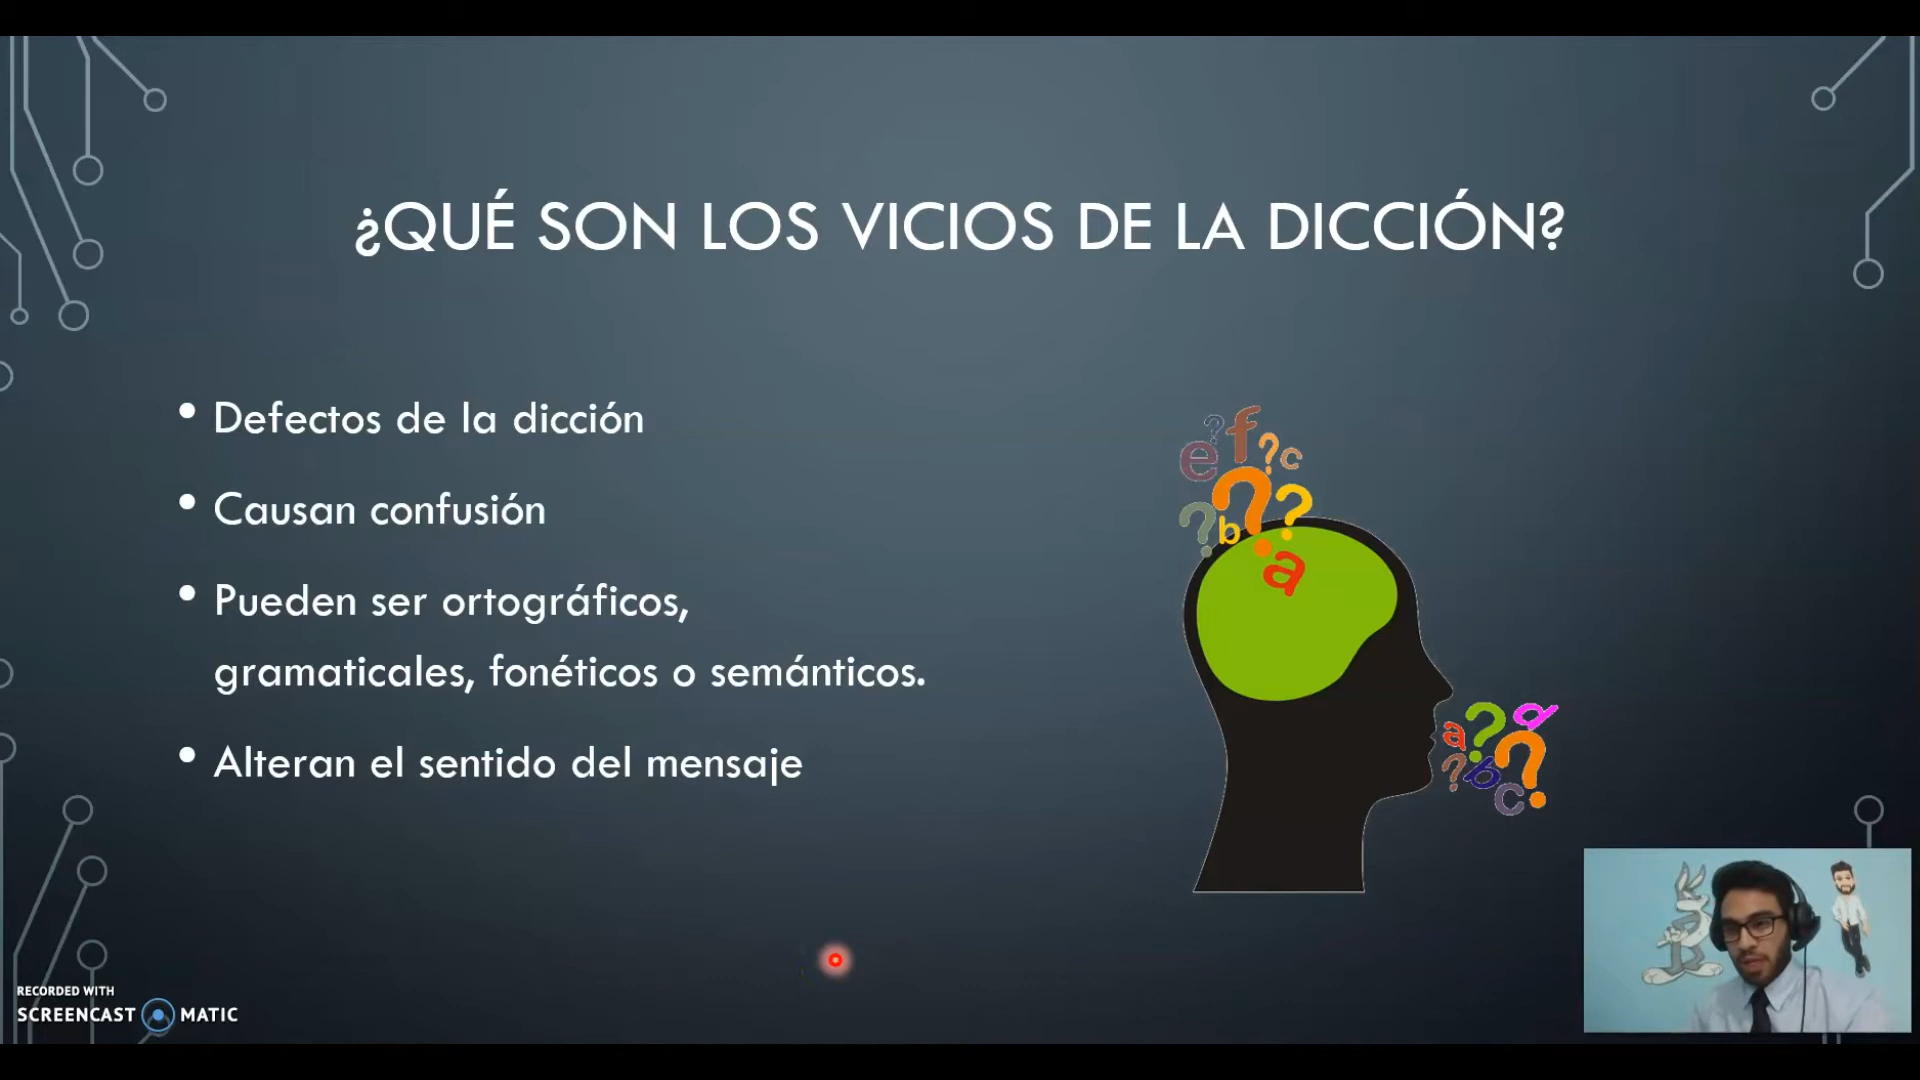 ¿QUÉ SON LOS VICIOS DE LA DICCIÓN?
• Defectos de la dicción
• Causan confusión
• Pueden ser ortográficos,
gramaticales, fonéticos o semánticos.
• Alteran el sentido del mensaje
e ? f ? c
? b ? ?
a
a ? d
? b c ?
RECORDED WITH
SCREENCAST MATIC